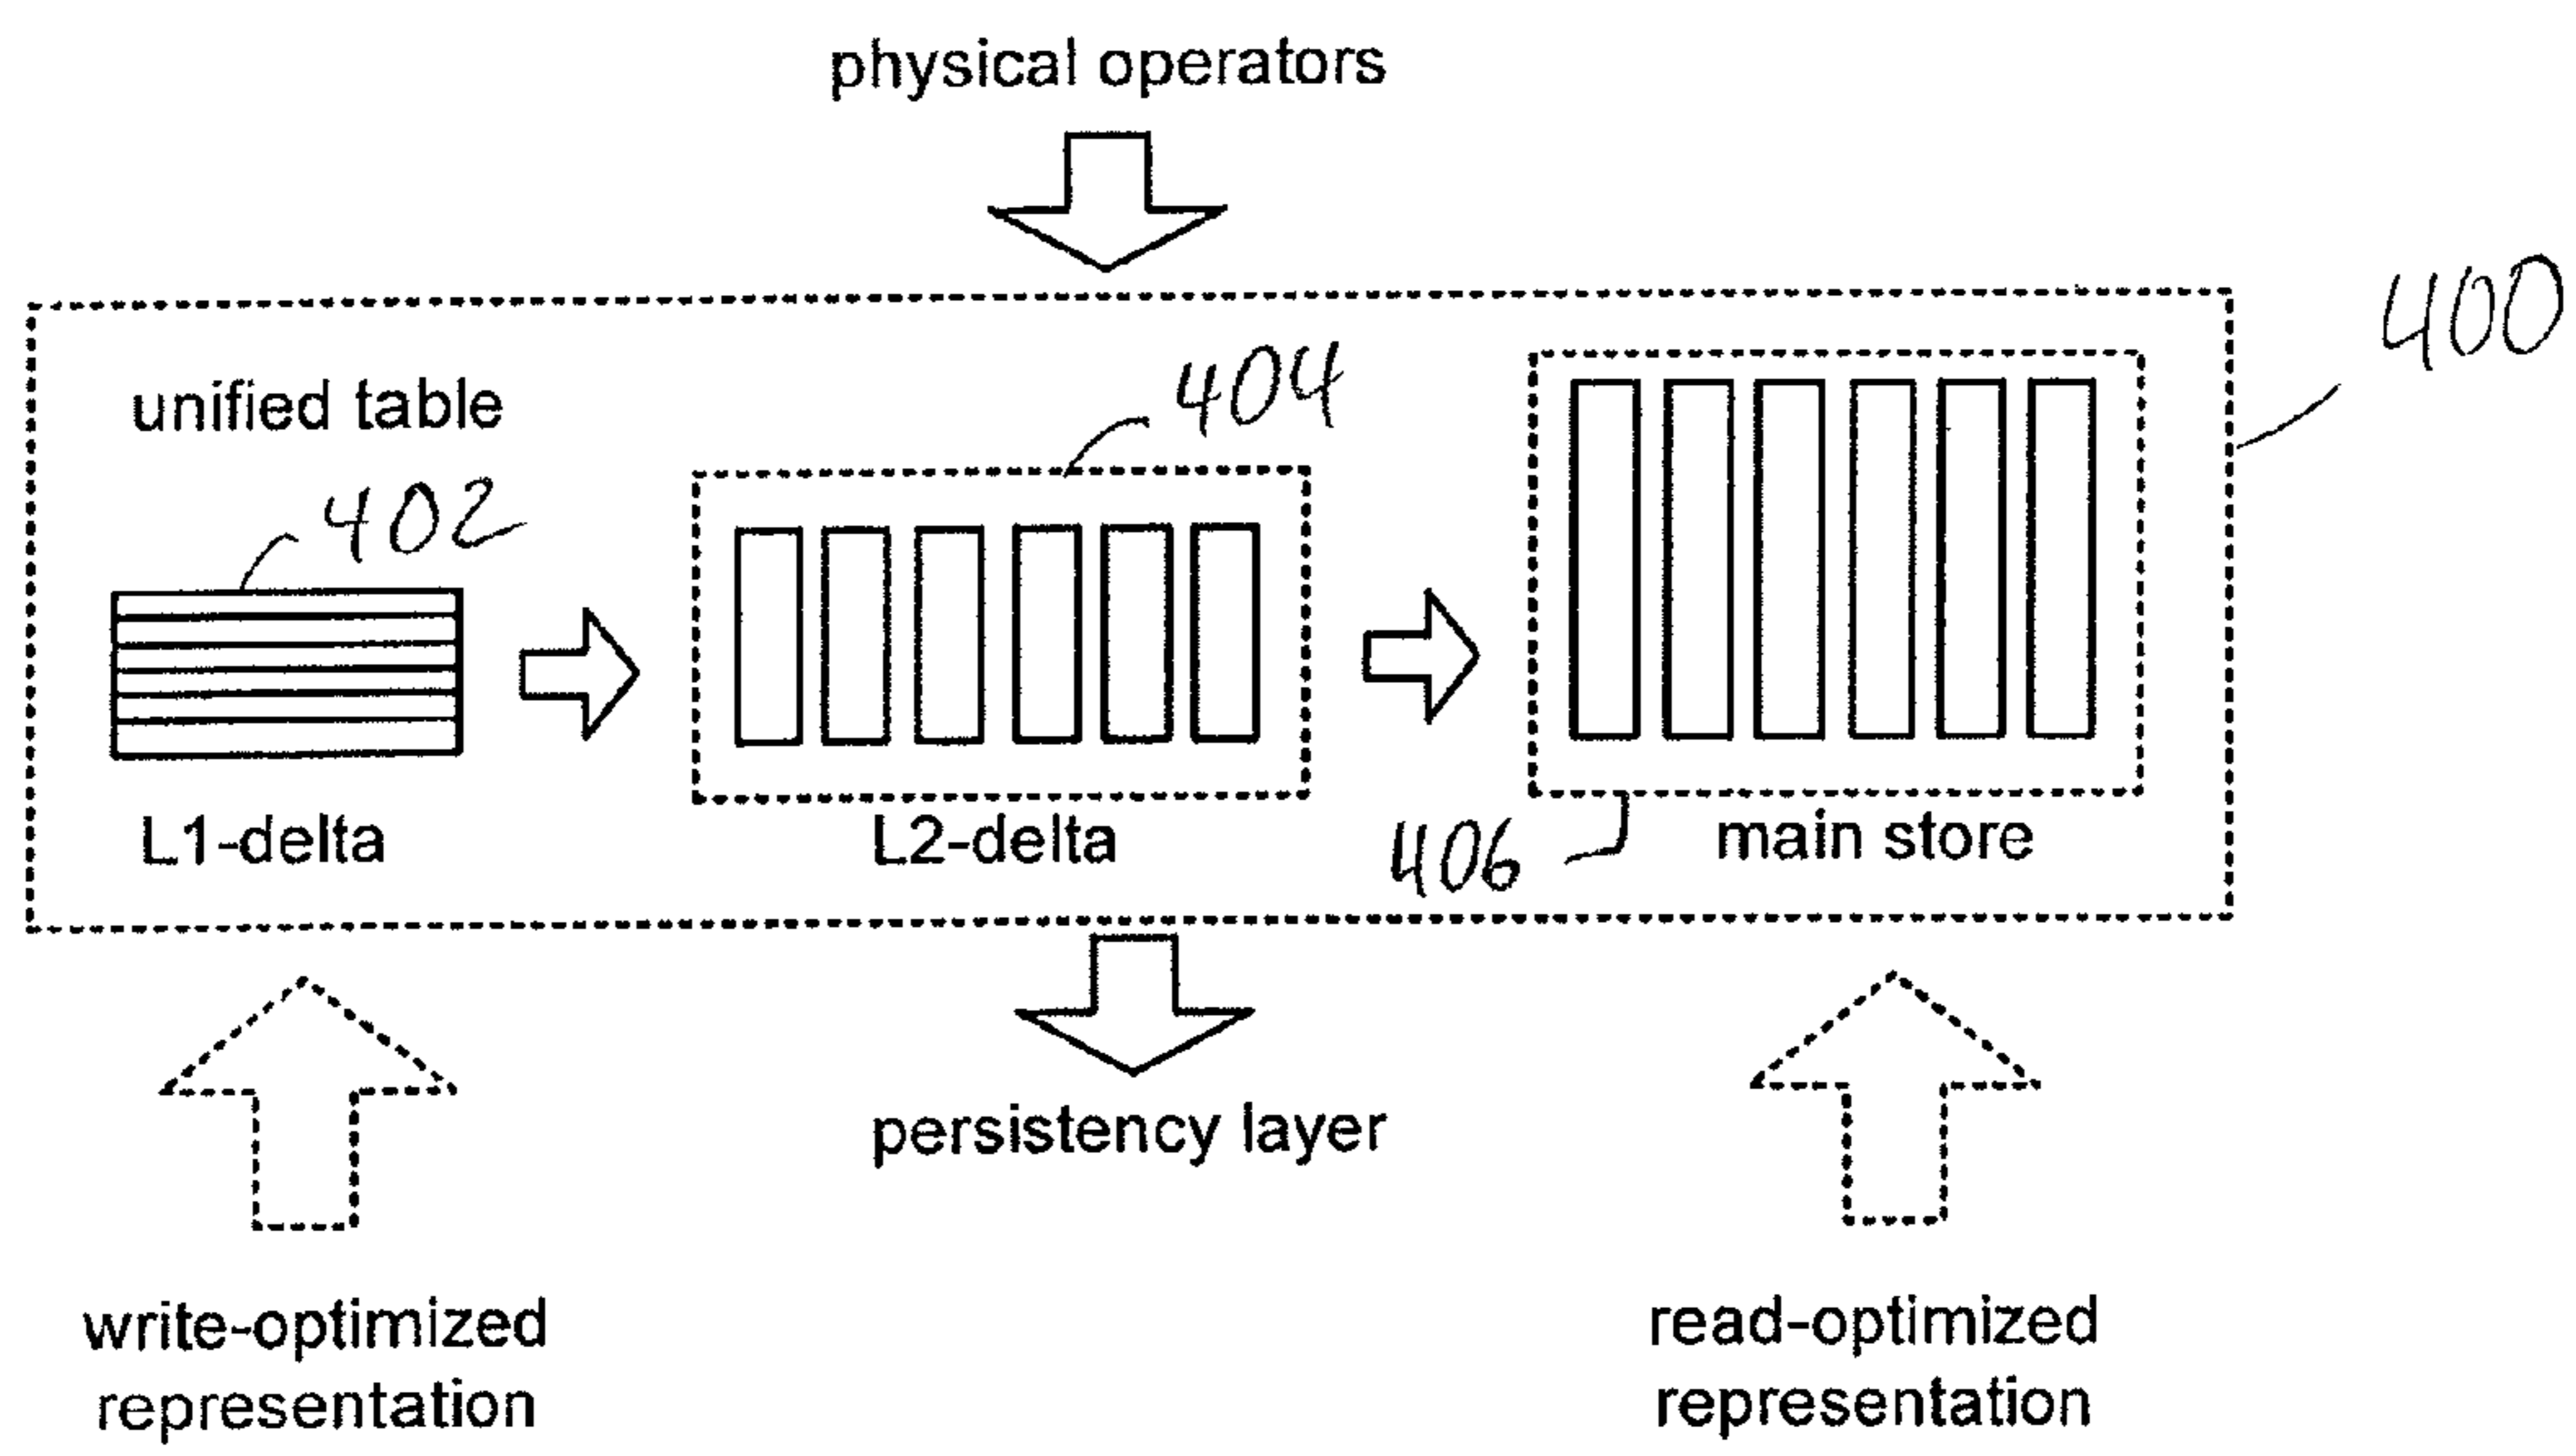 physical operators
400
unified table
404
402
L1-delta
L2-delta
406
main store
persistency layer
write-optimized
representation
read-optimized
representation